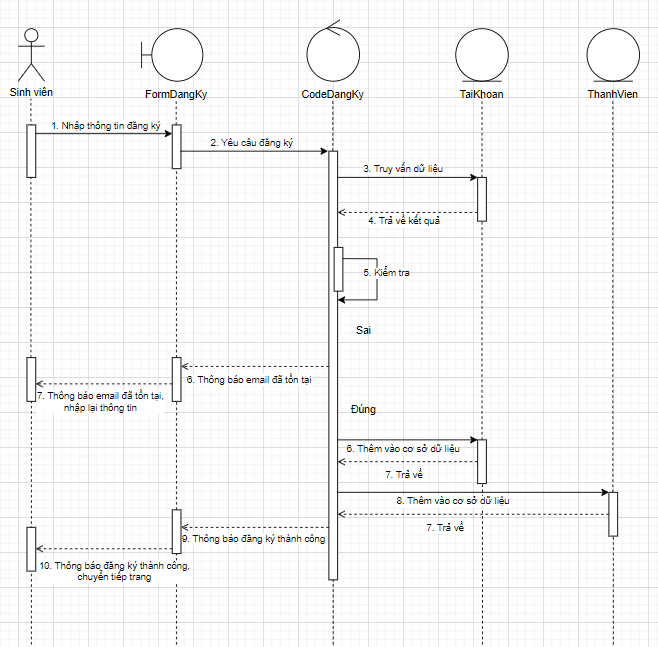 Sinh viên
FormDangKy
CodeDangKy
TaiKhoan
ThanhVien
1. Nhập thông tin đăng ký
2. Yêu cầu đăng ký
3. Truy vấn dữ liệu
4. Trả về kết quả
5. Kiểm tra
Sai
6. Thông báo email đã tồn tại
7. Thông báo email đã tồn tại,
nhập lại thông tin
Đúng
6. Thêm vào cơ sở dữ liệu
7. Trả về
8. Thêm vào cơ sở dữ liệu
7. Trả về
9. Thông báo đăng ký thành công
10. Thông báo đăng ký thành công,
chuyển tiếp trang